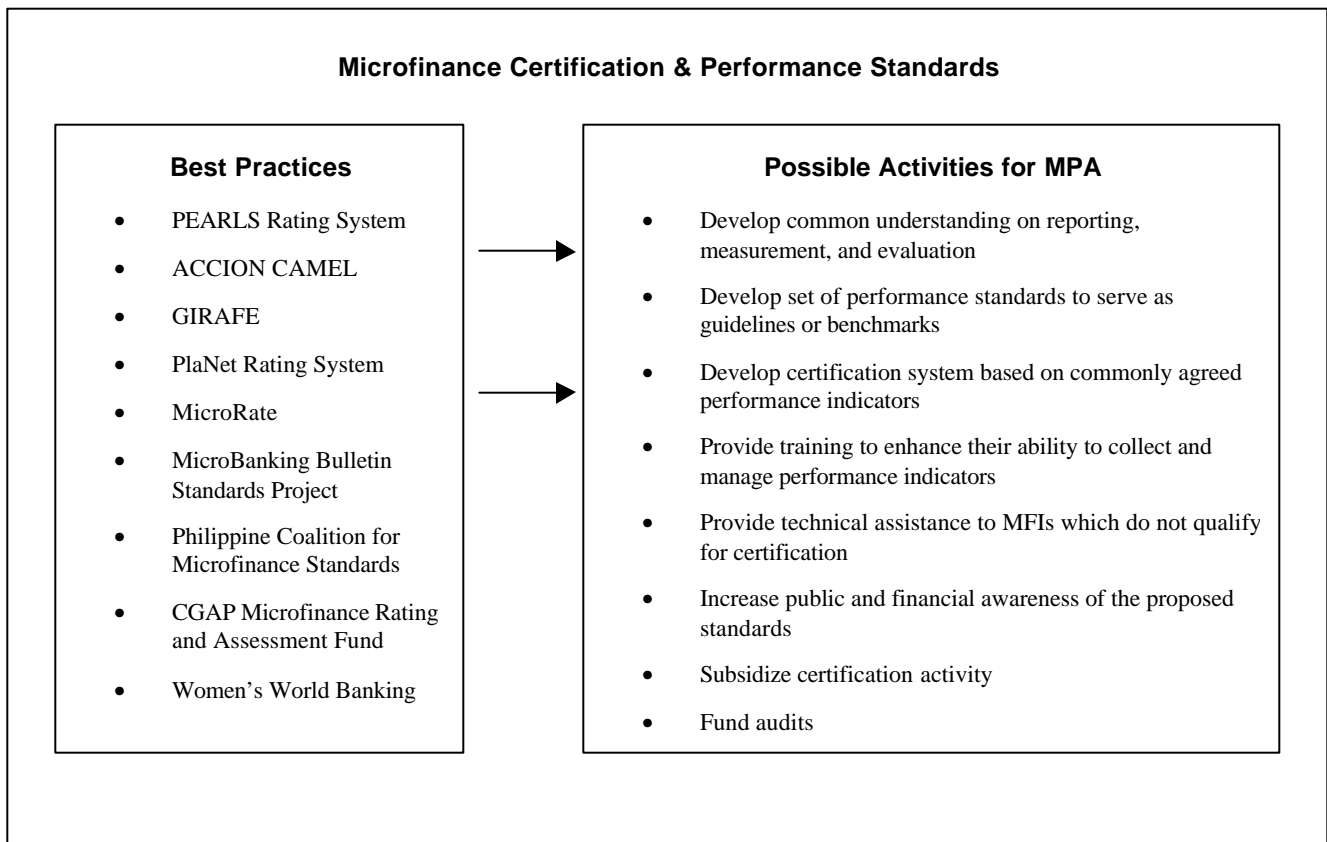 Microfinance Certification & Performance Standards
Best Practices
• PEARLS Rating System
• ACCION CAMEL
• GIRAFE
• PlaNet Rating System
• MicroRate
• MicroBanking Bulletin
Standards Project
• Philippine Coalition for
Microfinance Standards
• CGAP Microfinance Rating
and Assessment Fund
• Women’s World Banking
Possible Activities for MPA
• Develop common understanding on reporting,
measurement, and evaluation
• Develop set of performance standards to serve as
guidelines or benchmarks
• Develop certification system based on commonly agreed
performance indicators
• Provide training to enhance their ability to collect and
manage performance indicators
• Provide technical assistance to MFIs which do not qualify
for certification
• Increase public and financial awareness of the proposed
standards
• Subsidize certification activity
• Fund audits